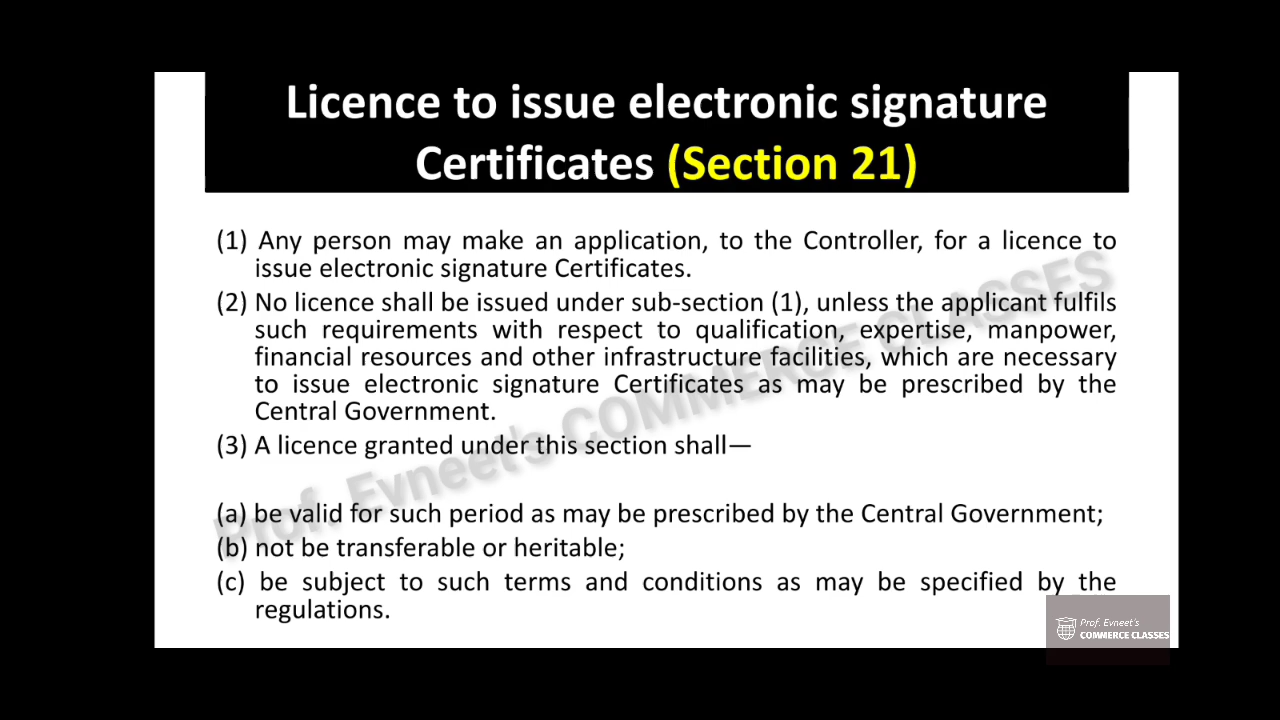 Licence to issue electronic signature
Certificates (Section 21)
(1) Any person may make an application, to the Controller, for a licence to
issue electronic signature Certificates.
(2) No licence shall be issued under sub-section (1), unless the applicant fulfils
such requirements with respect to qualification, expertise, manpower,
financial resources and other infrastructure facilities, which are necessary
to issue electronic signature Certificates as may be prescribed by the
Central Government.
(3) A licence granted under this section shall—
(a) be valid for such period as may be prescribed by the Central Government;
(b) not be transferable or heritable;
(c) be subject to such terms and conditions as may be specified by the
regulations.
Prof. Evneet's COMMERCE CLASSES
Prof. Evneet's
COMMERCE CLASSES